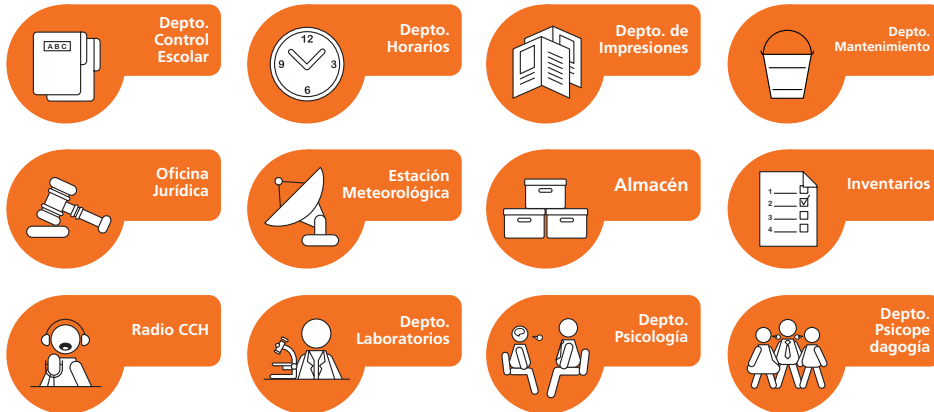 Depto.
Control
Escolar
A B C
Depto.
Horarios
12
9
3
6
Depto. de
Impresiones
Depto.
Mantenimiento
Oficina
Jurídica
Estación
Meteorológica
Almacén
Inventarios
1
2
3
4
Radio CCH
Depto.
Laboratorios
Depto.
Psicología
Depto.
Psicope
dagogía